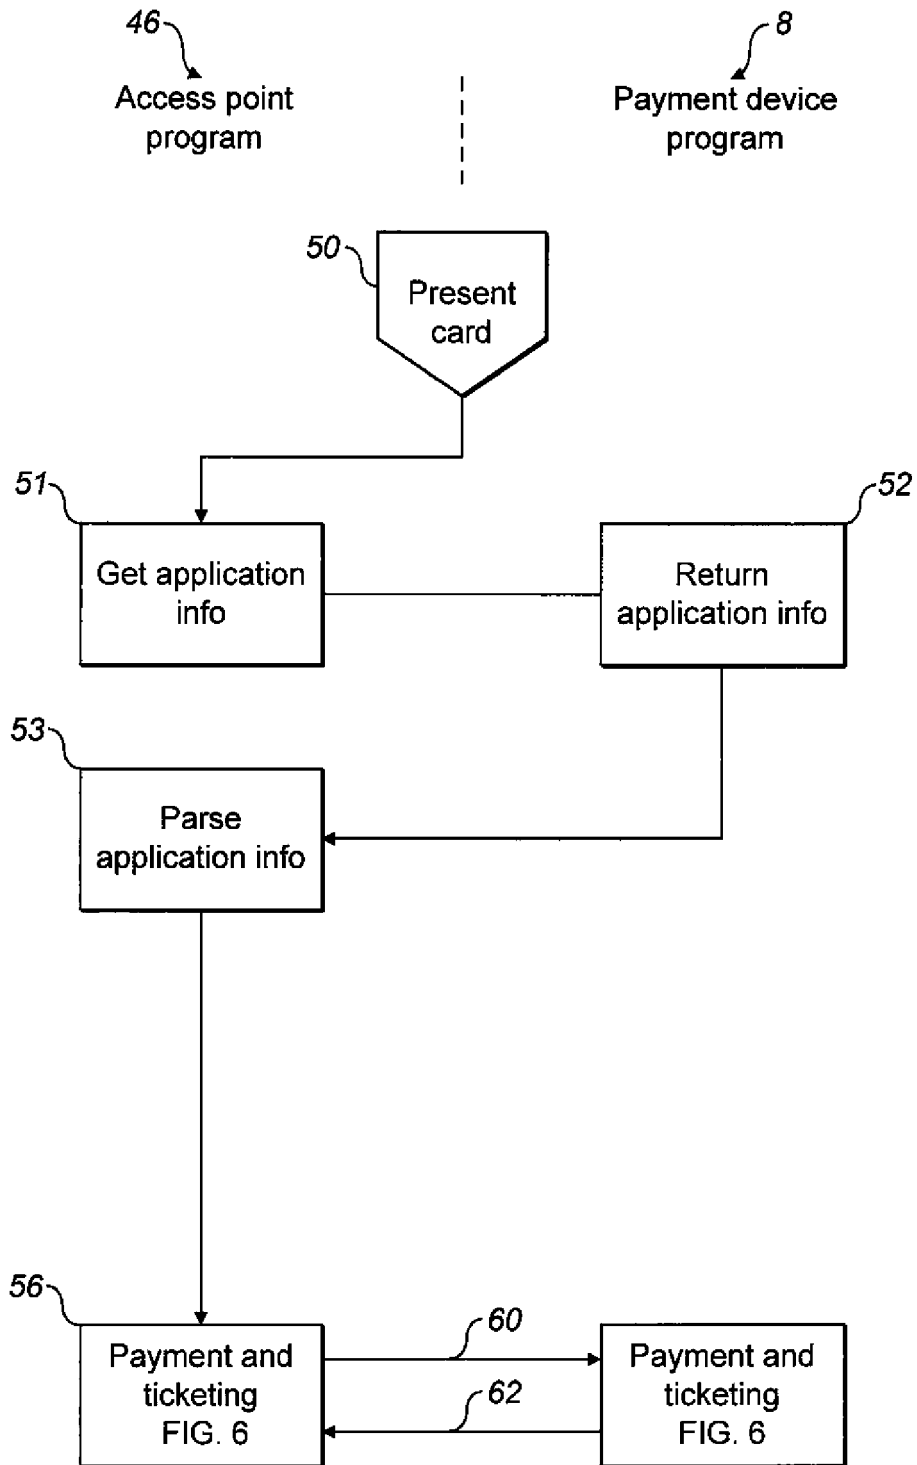 46
8
Access point
program
Payment device
program
50
Present
card
51
Get application
info
52
Return
application info
53
Parse
application info
56
Payment and
ticketing
FIG. 6
60
62
Payment and
ticketing
FIG. 6